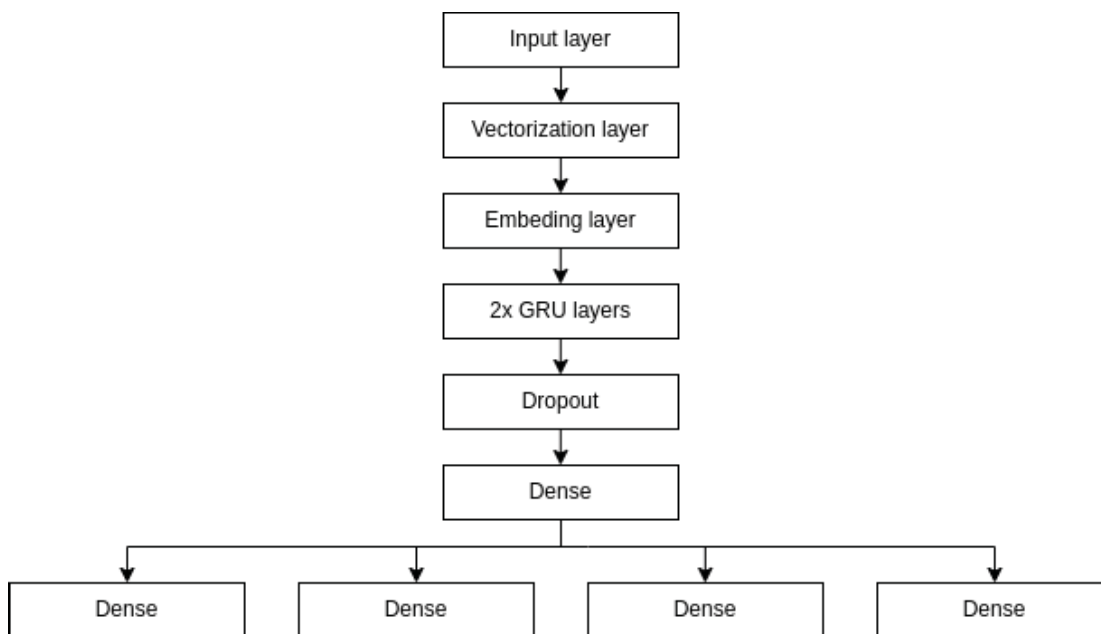 Input layer
Vectorization layer
Embeding layer
2x GRU layers
Dropout
Dense
Dense
Dense
Dense
Dense